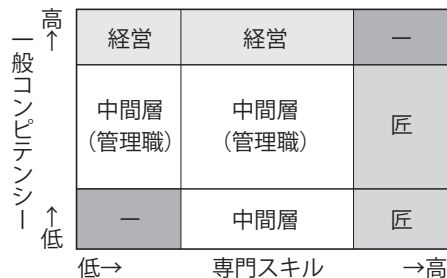 高
↑
一般コンピテンシー
↑
低
経営
経営
―
中間層
（管理職）
中間層
（管理職）
匠
―
中間層
匠
低→
専門スキル
→高